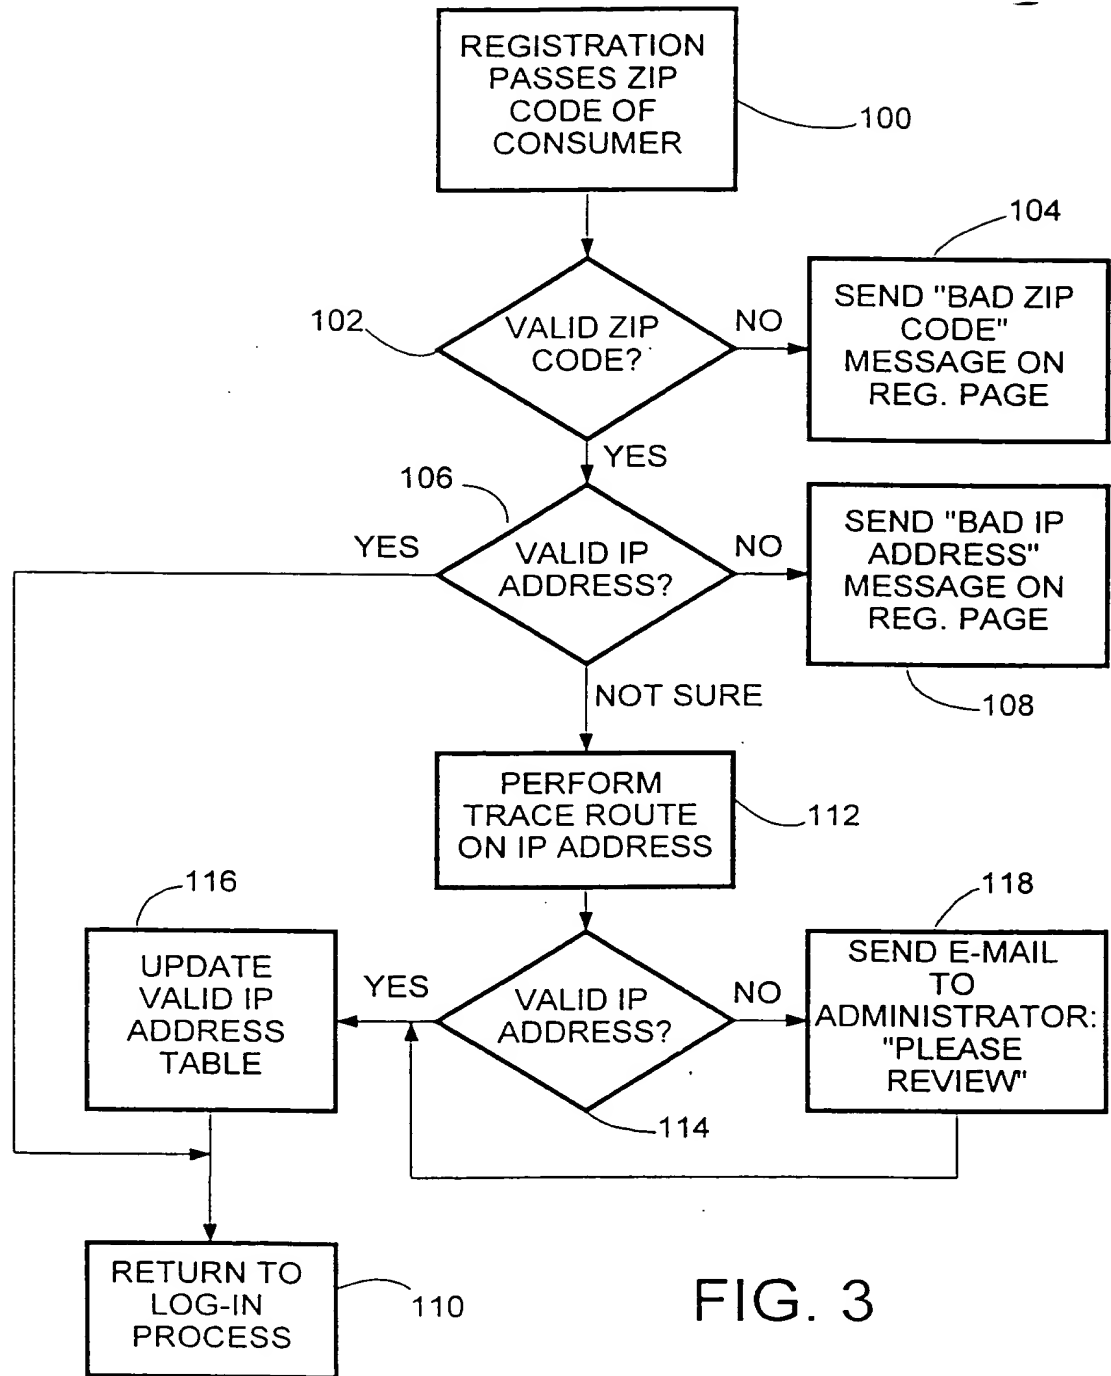 REGISTRATION
PASSES ZIP
CODE OF
CONSUMER
100
104
102
VALID ZIP
CODE?
NO
SEND "BAD ZIP
CODE"
MESSAGE ON
REG. PAGE
YES
106
YES
VALID IP
ADDRESS?
NO
SEND "BAD IP
ADDRESS"
MESSAGE ON
REG. PAGE
108
NOT SURE
PERFORM
TRACE ROUTE
ON IP ADDRESS
112
116
118
UPDATE
VALID IP
ADDRESS
TABLE
YES
VALID IP
ADDRESS?
NO
SEND E-MAIL
TO
ADMINISTRATOR:
"PLEASE
REVIEW"
114
RETURN TO
LOG-IN
PROCESS
110
FIG. 3